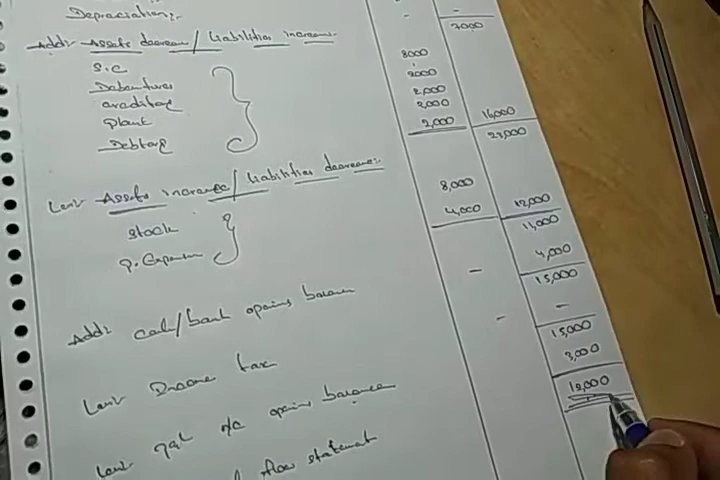 Depreciation:- - -
7000
Add:- Assets decrease / Liabilities increase:
S.C 8000
Debentures 2000
creditors 2,000
Plant 2,000 16,000
Debtors 2,000 23,000
Less:- Assets increase / Liabilities decrease:-
Stock 8,000
P. Expenses 4,000 12,000
11,000
4,000
Add:- Cash/bank opening balance - 15,000
Less:- Income tax - -
15,000
Less:- P&L a/c opening balance 3,000
18,000
flow statement